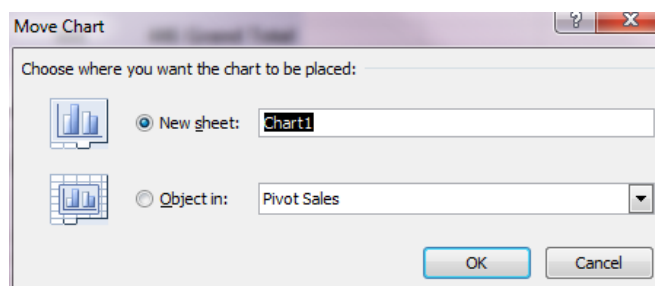 Move Chart
Choose where you want the chart to be placed:
New sheet: Chart1
Object in: Pivot Sales
OK Cancel